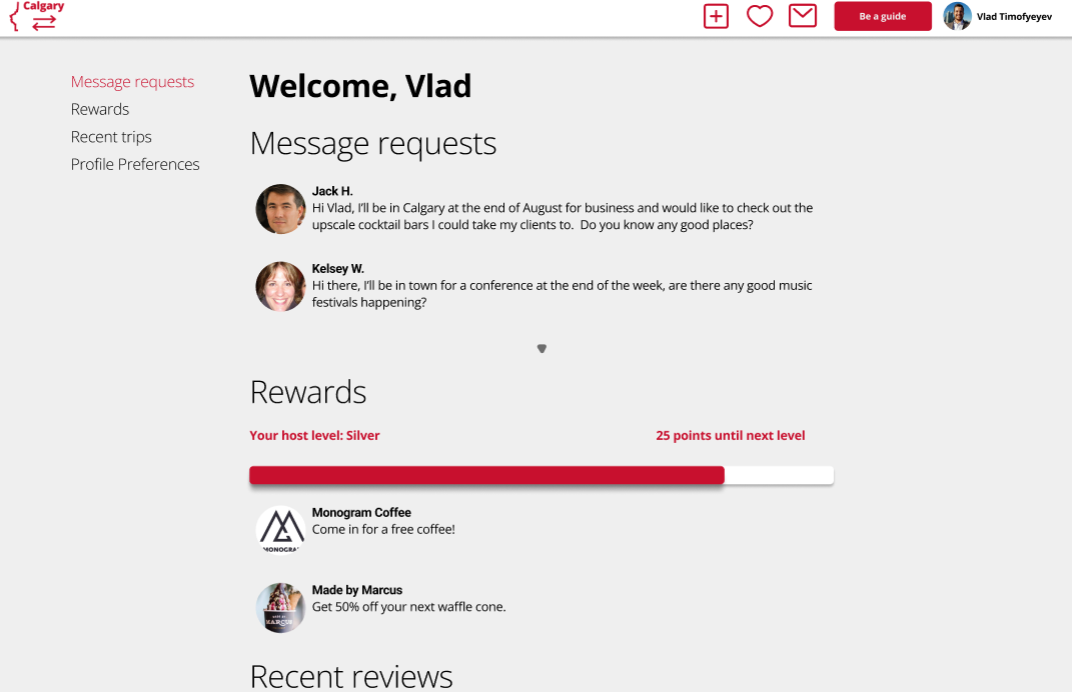 Calgary
Be a guide
Vlad Timofyeyev
Message requests
Rewards
Recent trips
Profile Preferences
Welcome, Vlad
Message requests
Jack H.
Hi Vlad, I'll be in Calgary at the end of August for business and would like to check out the
upscale cocktail bars I could take my clients to.  Do you know any good places?
Kelsey W.
Hi there, I'll be in town for a conference at the end of the week, are there any good music
festivals happening?
Rewards
Your host level: Silver
25 points until next level
Monogram Coffee
Come in for a free coffee!
MONOGRA
Made by Marcus
Get 50% off your next waffle cone.
MARCUS
Recent reviews